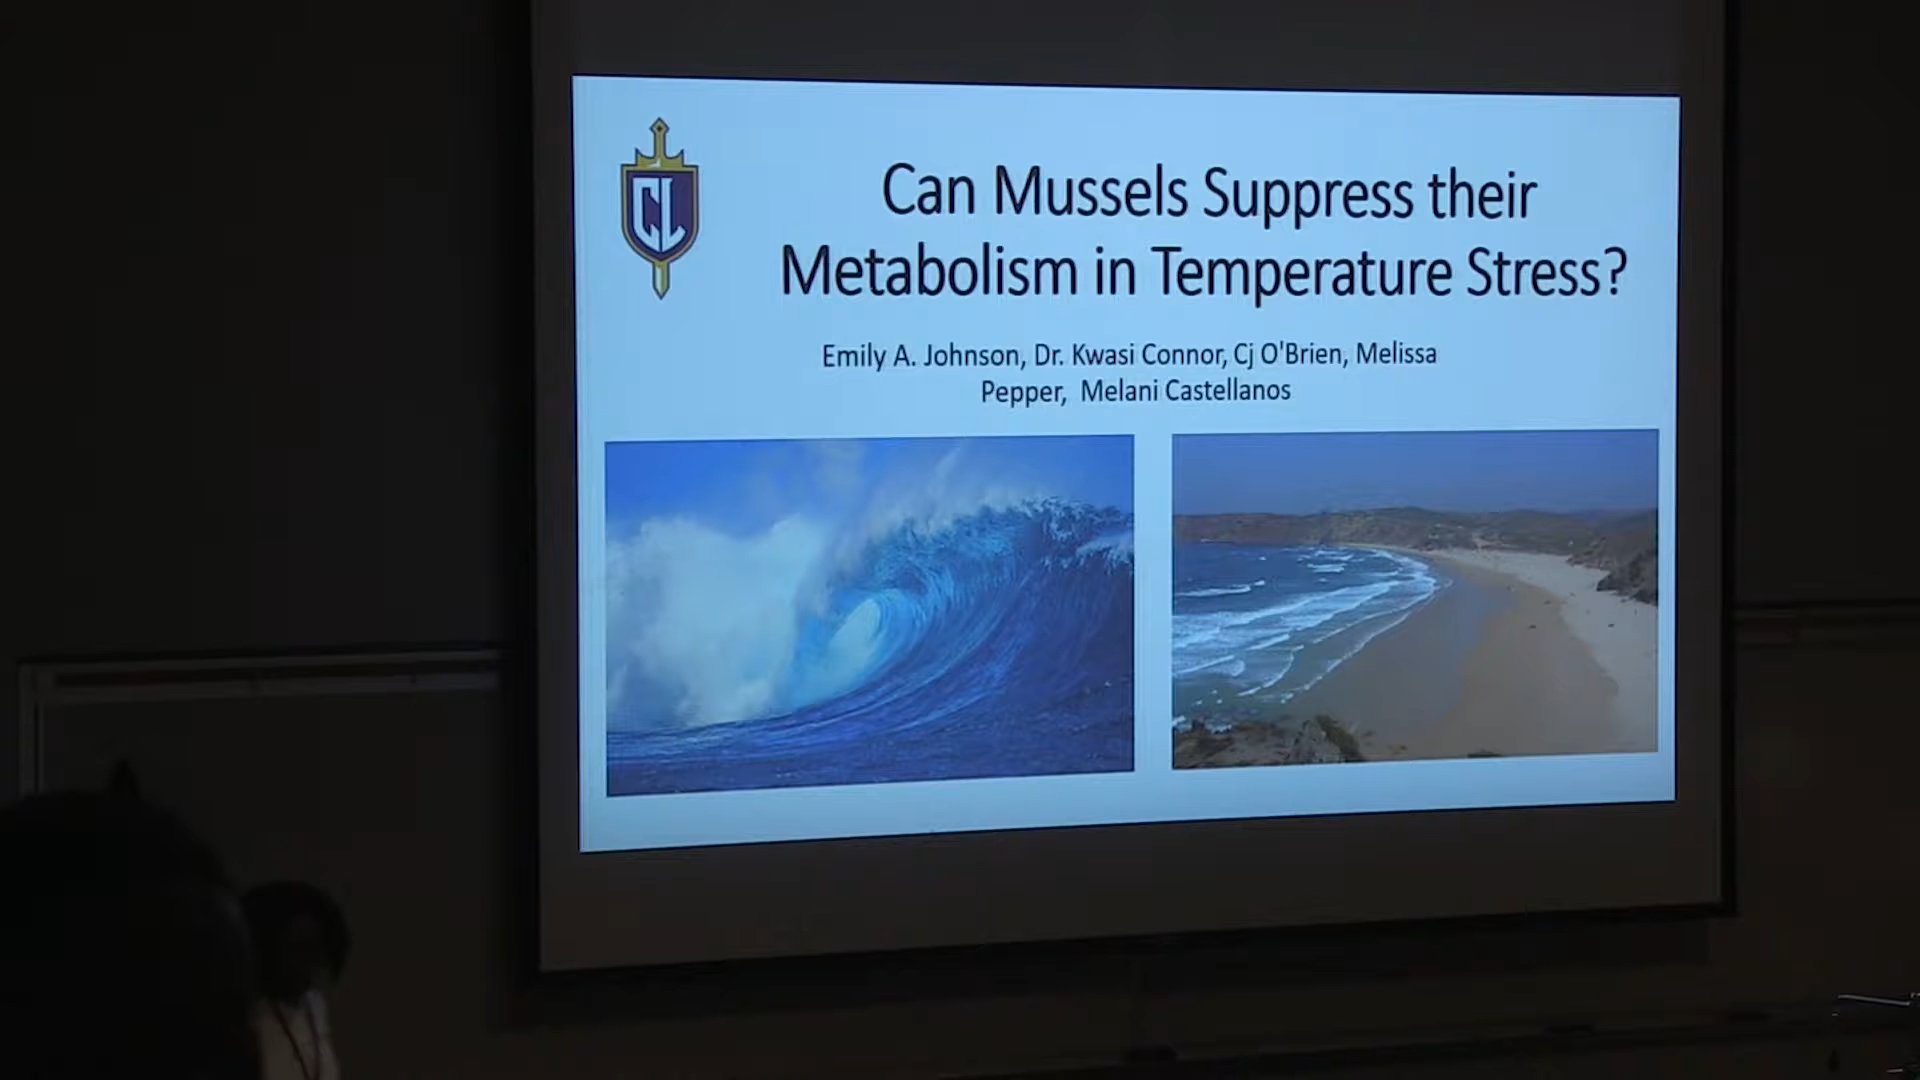 CL
Can Mussels Suppress their
Metabolism in Temperature Stress?
Emily A. Johnson, Dr. Kwasi Connor, Cj O'Brien, Melissa
Pepper, Melani Castellanos